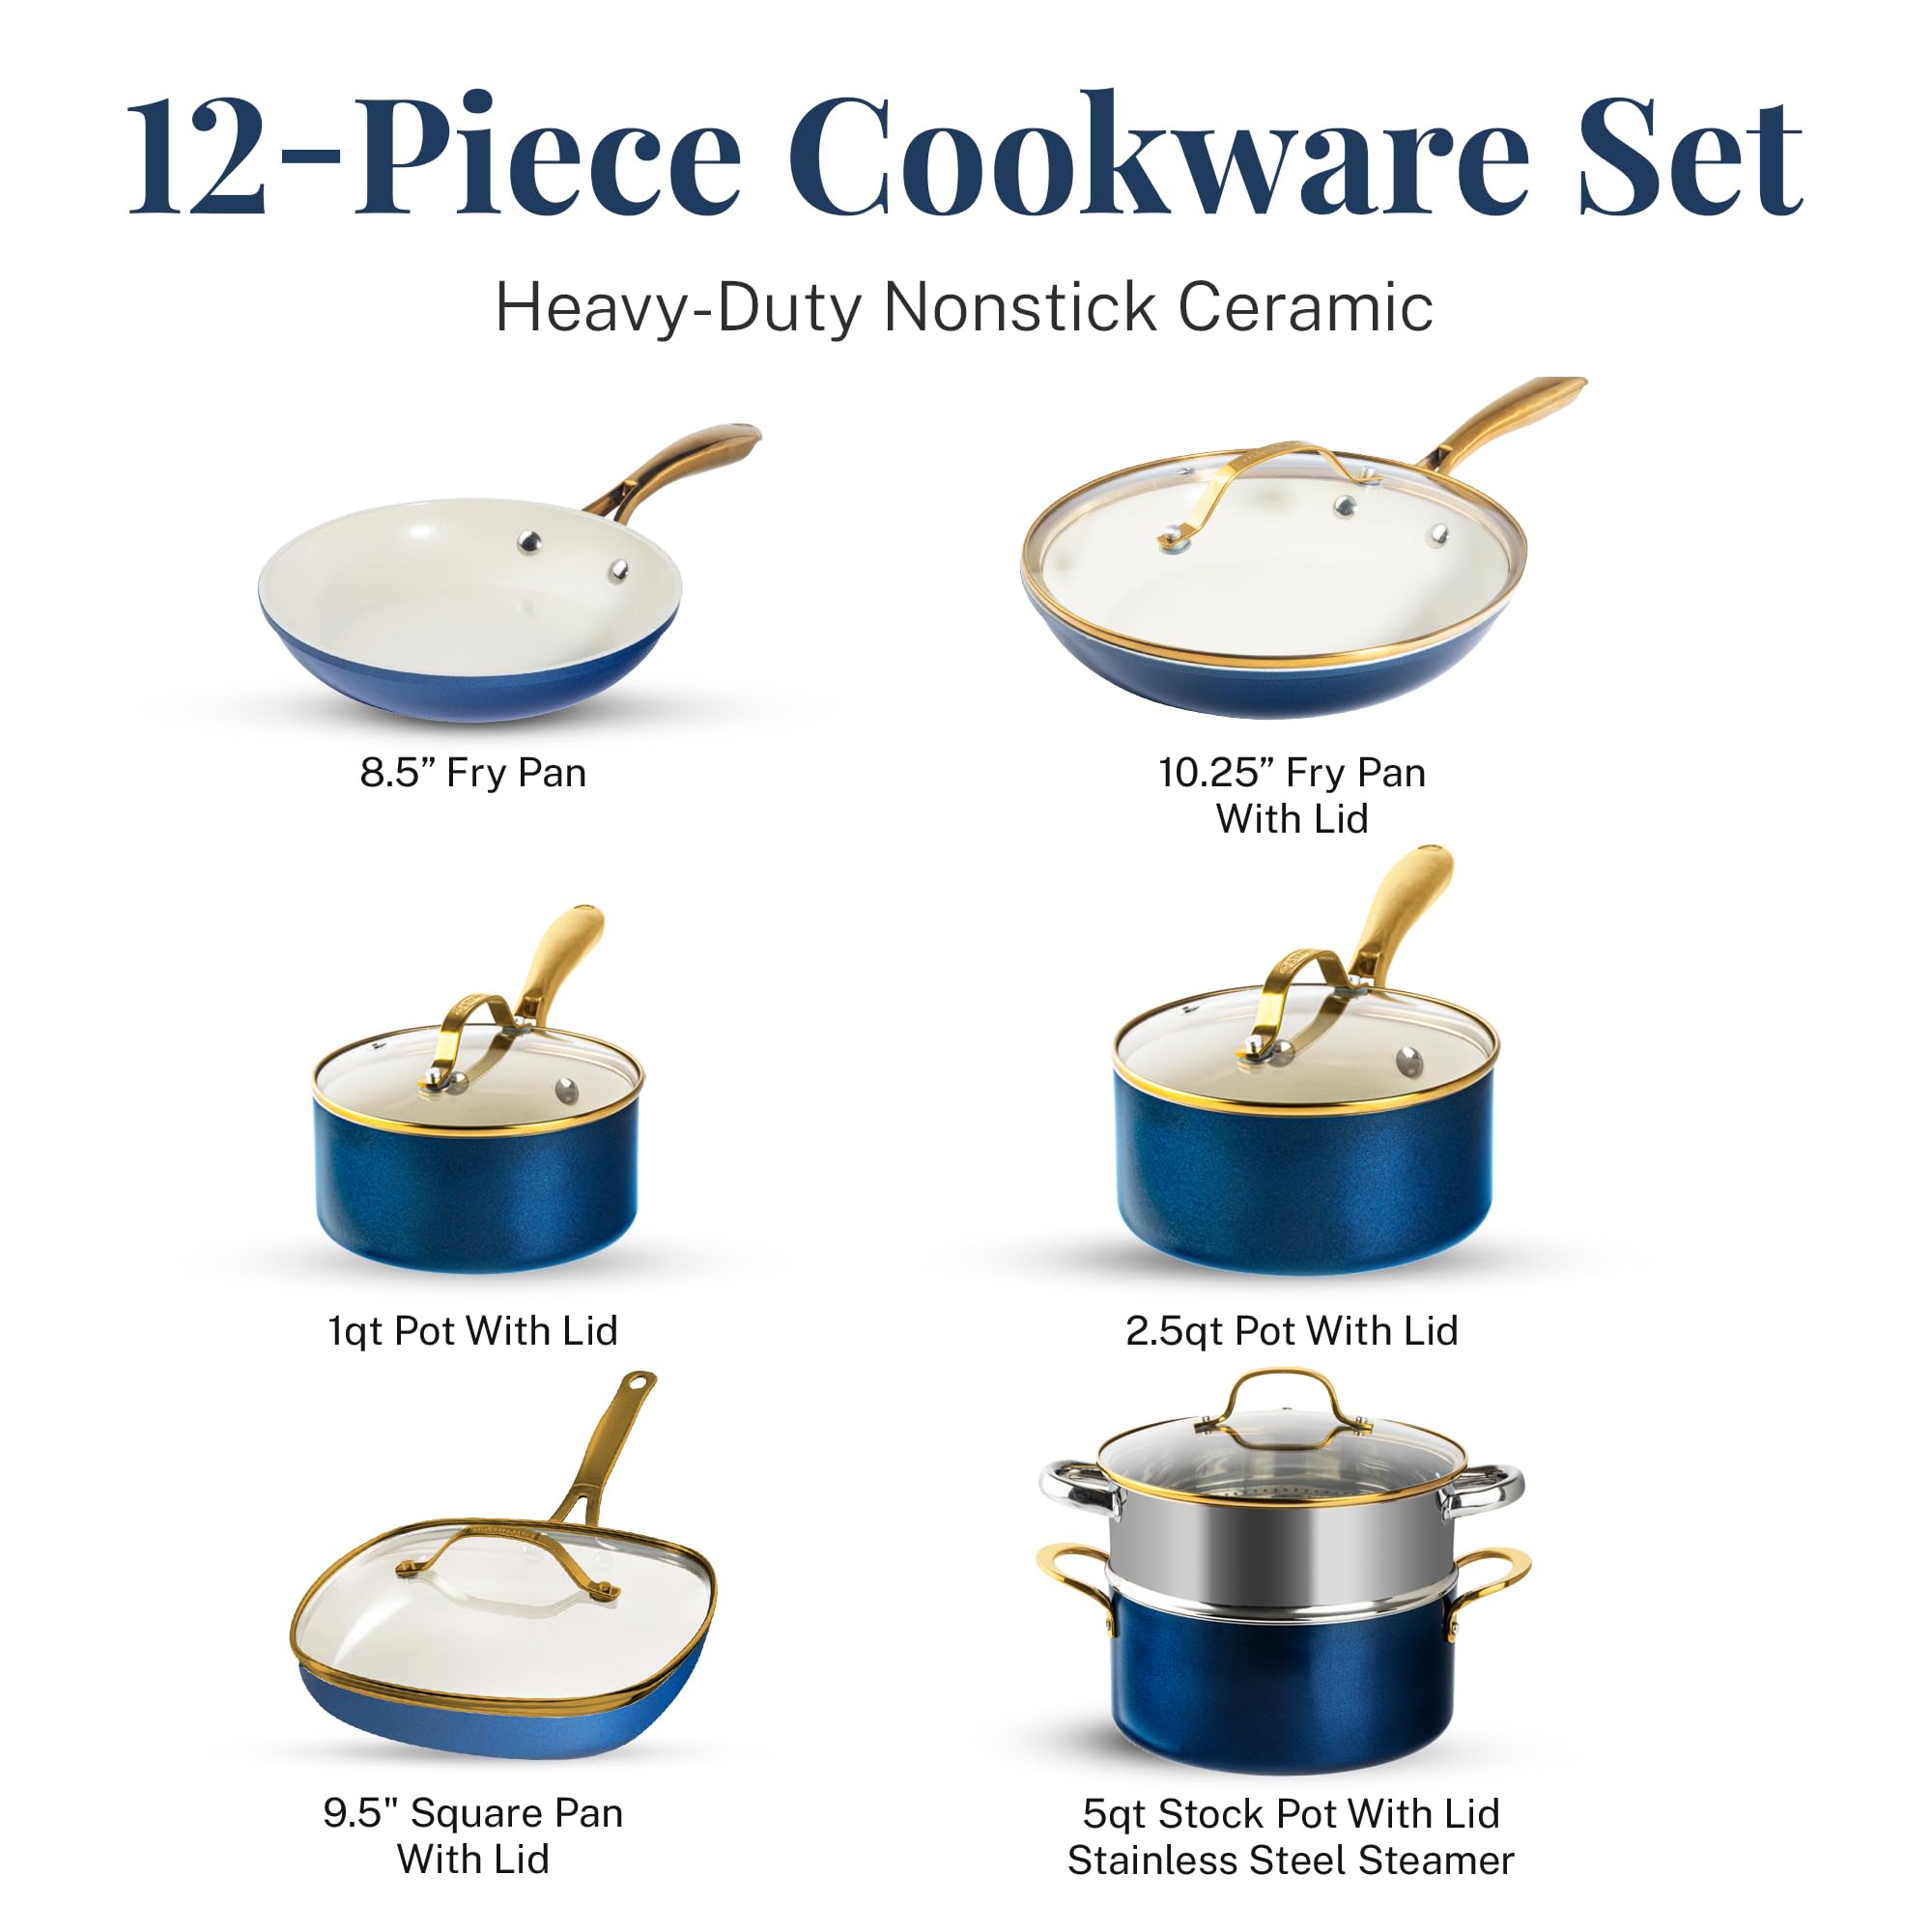 12-Piece Cookware Set
Heavy-Duty Nonstick Ceramic
8.5” Fry Pan
10.25” Fry Pan
With Lid
1qt Pot With Lid
2.5qt Pot With Lid
9.5" Square Pan
With Lid
5qt Stock Pot With Lid
Stainless Steel Steamer